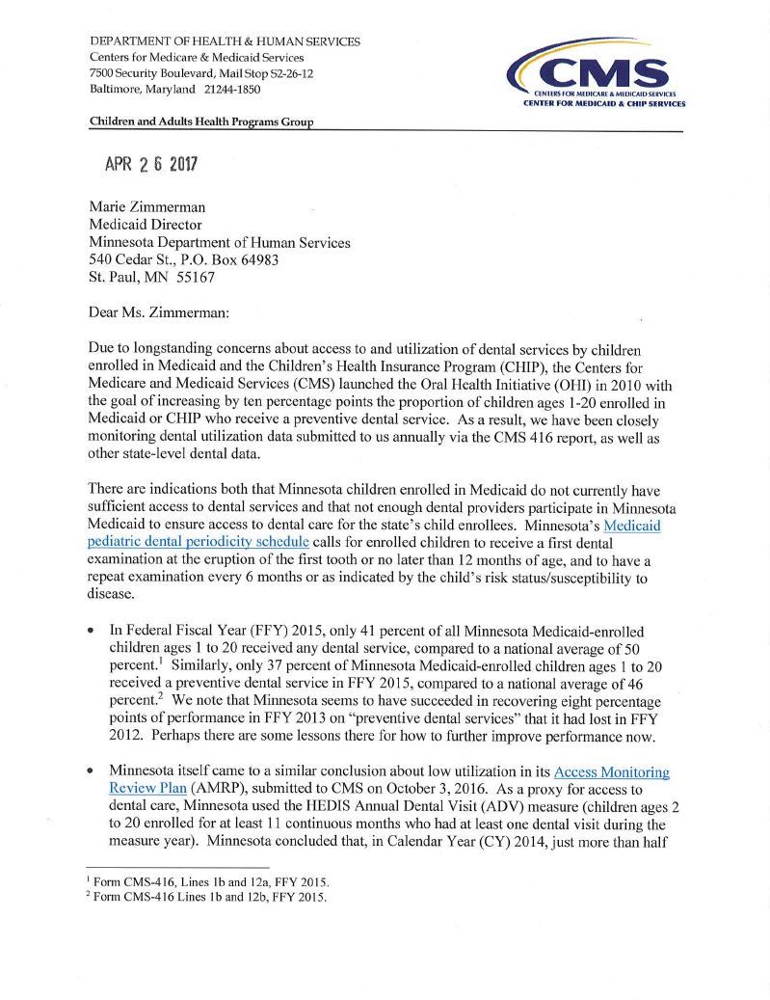 DEPARTMENT OF HEALTH & HUMAN SERVICES
Centers for Medicare & Medicaid Services
7500 Security Boulevard, Mail Stop S2-26-12
Baltimore, Maryland 21244-1850
CMS
CENTERS FOR MEDICARE & MEDICAID SERVICES
CENTER FOR MEDICAID & CHIP SERVICES
Children and Adults Health Programs Group
APR 26 2017
Marie Zimmerman
Medicaid Director
Minnesota Department of Human Services
540 Cedar St., P.O. Box 64983
St. Paul, MN 55167
Dear Ms. Zimmerman:
Due to longstanding concerns about access to and utilization of dental services by children
enrolled in Medicaid and the Children's Health Insurance Program (CHIP), the Centers for
Medicare and Medicaid Services (CMS) launched the Oral Health Initiative (OHI) in 2010 with
the goal of increasing by ten percentage points the proportion of children ages 1-20 enrolled in
Medicaid or CHIP who receive a preventive dental service. As a result, we have been closely
monitoring dental utilization data submitted to us annually via the CMS 416 report, as well as
other state-level dental data.
There are indications both that Minnesota children enrolled in Medicaid do not currently have
sufficient access to dental services and that not enough dental providers participate in Minnesota
Medicaid to ensure access to dental care for the state's child enrollees. Minnesota's Medicaid
pediatric dental periodicity schedule calls for enrolled children to receive a first dental
examination at the eruption of the first tooth or no later than 12 months of age, and to have a
repeat examination every 6 months or as indicated by the child's risk status/susceptibility to
disease.
• In Federal Fiscal Year (FFY) 2015, only 41 percent of all Minnesota Medicaid-enrolled
children ages 1 to 20 received any dental service, compared to a national average of 50
percent.1 Similarly, only 37 percent of Minnesota Medicaid-enrolled children ages 1 to 20
received a preventive dental service in FFY 2015, compared to a national average of 46
percent.2 We note that Minnesota seems to have succeeded in recovering eight percentage
points of performance in FFY 2013 on "preventive dental services" that it had lost in FFY
2012. Perhaps there are some lessons there for how to further improve performance now.
• Minnesota itself came to a similar conclusion about low utilization in its Access Monitoring
Review Plan (AMRP), submitted to CMS on October 3, 2016. As a proxy for access to
dental care, Minnesota used the HEDIS Annual Dental Visit (ADV) measure (children ages 2
to 20 enrolled for at least 11 continuous months who had at least one dental visit during the
measure year). Minnesota concluded that, in Calendar Year (CY) 2014, just more than half
1 Form CMS-416, Lines 1b and 12a, FFY 2015.
2 Form CMS-416 Lines 1b and 12b, FFY 2015.